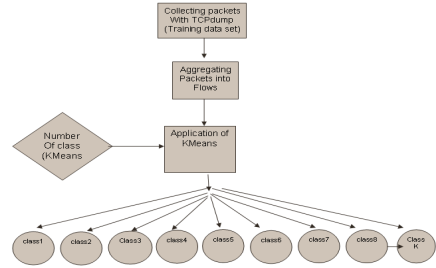 Collecting packets
With TCPdump
(Training data set)
Aggregating
Packets into
Flows
Number
Of class
(KMeans
Application of
KMeans
class1
class2
Class3
class4
class5
class6
class7
class8
Class
K